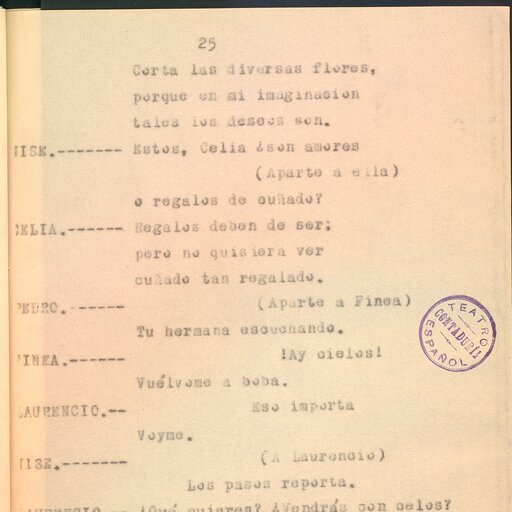 25
Corta las diversas flores,
porque en mi imaginacion
tales los deseos son.
NISE.------- Estos, Celia ¿son amores
(Aparte a ella)
o regalos de cuñado?
CELIA.------ Regalos deben de ser;
pero no quisiera ver
cuñado tan regalado.
PEDRO.------ (Aparte a Finea)
Tu hermana escuchando.
FINEA.------ !Ay cielos!
Vuélvome a boba.
LAURENCIO.-- Eso importa
Voyme.
NISE.------- (A Laurencio)
Los pasos reporta.
LAURENCIO.-- ¿Qué quieres? ¿Vendrás con celos?
TEATRO ESPAÑOL
CONTADURÍA